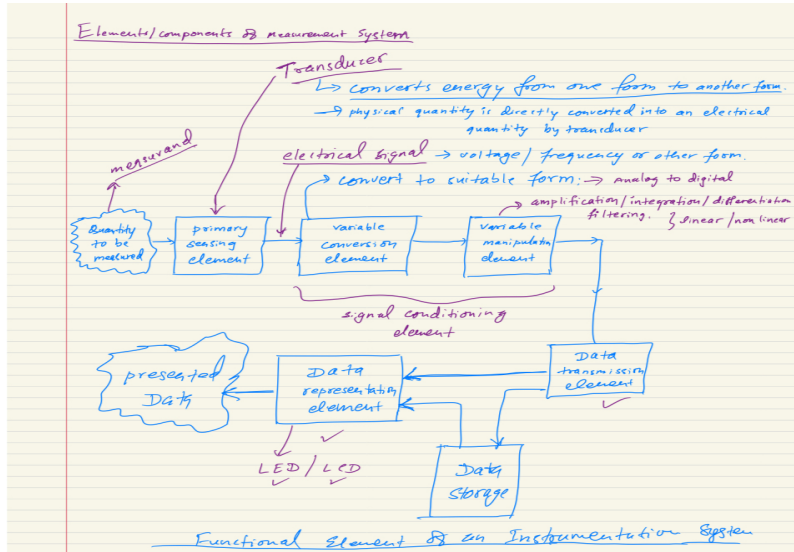 Elements/components of measurement system
Transducer
↳ converts energy from one form to another form.
→ physical quantity is directly converted into an electrical
quantity by transducer
measurand
electrical signal → voltage/frequency or other form.
→ convert to suitable form: → Analog to digital
→ amplification/integration/differentiation
filtering. } linear/non linear
Quantity
to be
measured
primary
sensing
element
variable
conversion
element
variable
manipulation
element
signal conditioning
element
presented
Data
Data
representation
element
Data
transmission
element
✓
✓
LED / LCD
✓ ✓
Data
storage
Functional Element of an Instrumentation System